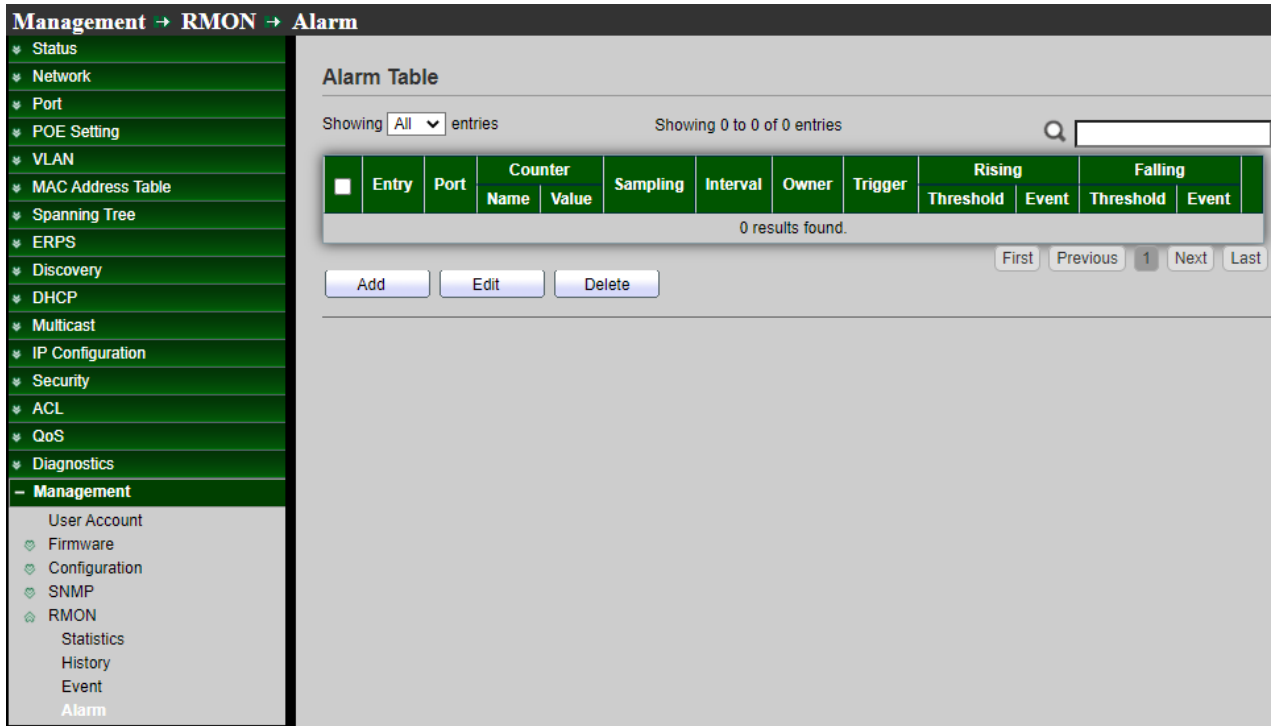 Management → RMON → Alarm
Status
Network
Port
POE Setting
VLAN
MAC Address Table
Spanning Tree
ERPS
Discovery
DHCP
Multicast
IP Configuration
Security
ACL
QoS
Diagnostics
Management
User Account
Firmware
Configuration
SNMP
RMON
Statistics
History
Event
Alarm
Alarm Table
Showing All entries Showing 0 to 0 of 0 entries
Entry Port Counter Sampling Interval Owner Trigger Rising Falling
Name Value Threshold Event Threshold Event
0 results found.
First Previous 1 Next Last
Add Edit Delete